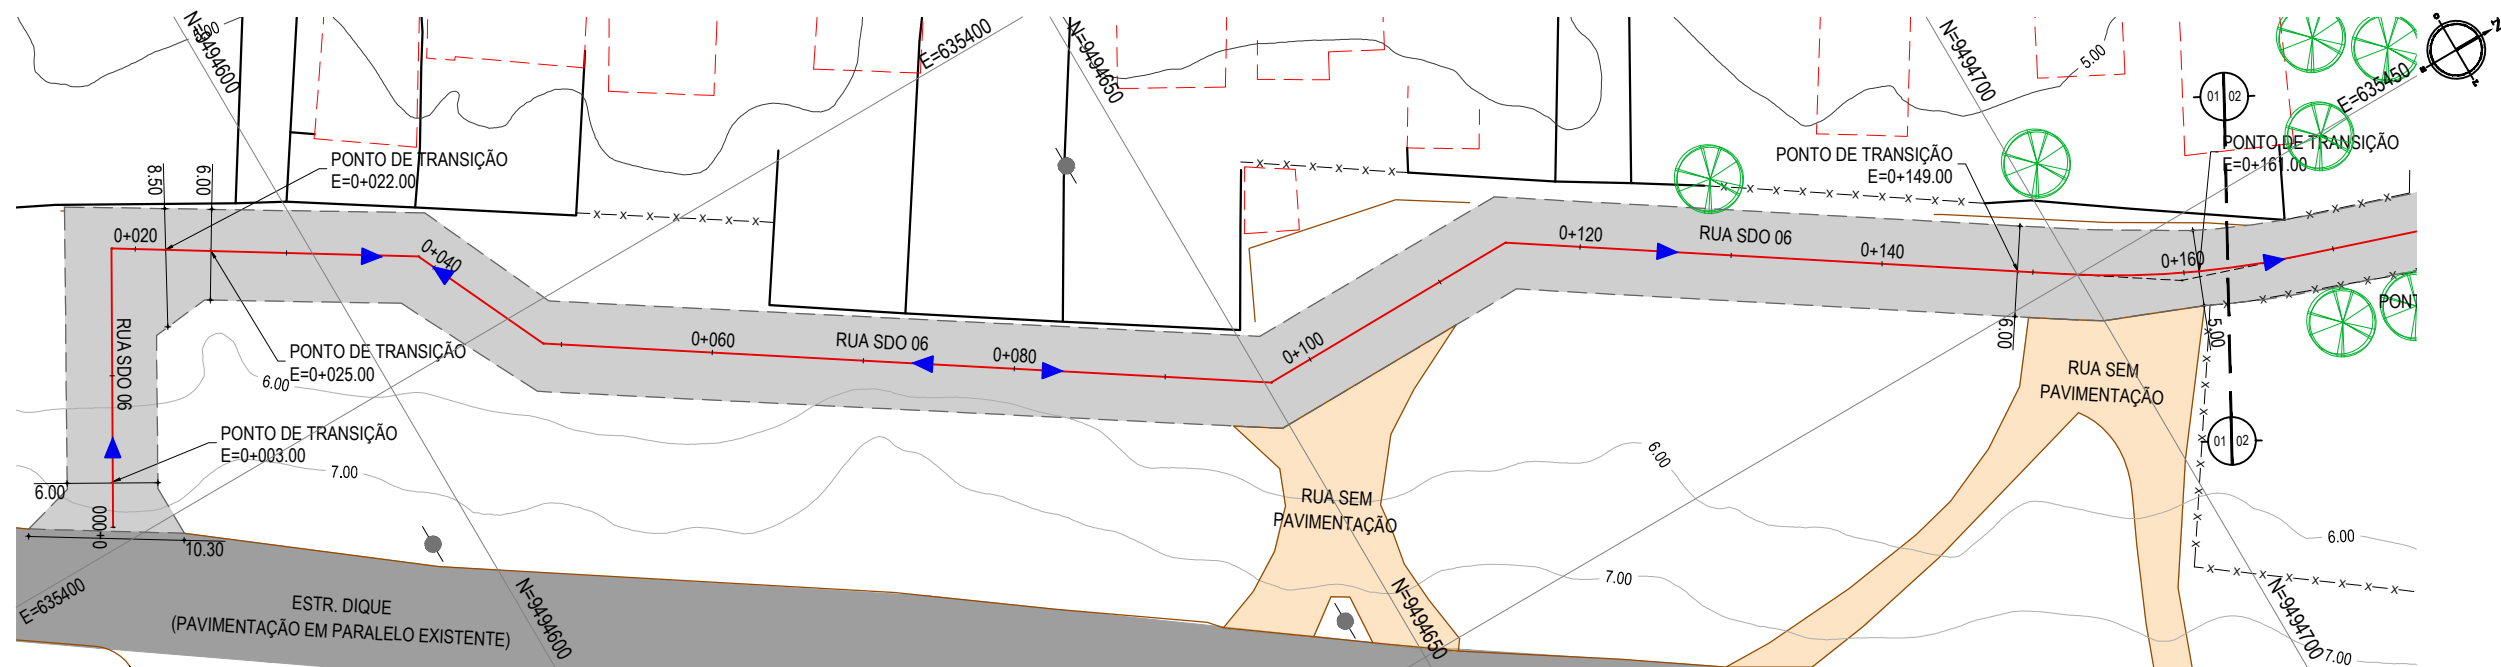 N=9494600
5.00
E=635400
N=9494650
N=9494700
5.00
E=635450
N
O
01 02
PONTO DE TRANSIÇÃO
E=0+022.00
PONTO DE TRANSIÇÃO
E=0+149.00
PONTO DE TRANSIÇÃO
E=0+161.00
8.50
6.00
0+020
0+040
0+120
RUA SDO 06
0+140
0+160
RUA SDO 06
PONTO DE TRANSIÇÃO
E=0+025.00
6.00
0+060
RUA SDO 06
0+080
0+100
6.00
5.00
PONT
RUA SEM
PAVIMENTAÇÃO
PONTO DE TRANSIÇÃO
E=0+003.00
7.00
6.00
01 02
6.00
0+000
10.30
RUA SEM
PAVIMENTAÇÃO
6.00
7.00
E=635400
ESTR. DIQUE
(PAVIMENTAÇÃO EM PARALELO EXISTENTE)
N=9494600
N=9494650
N=9494700
7.00